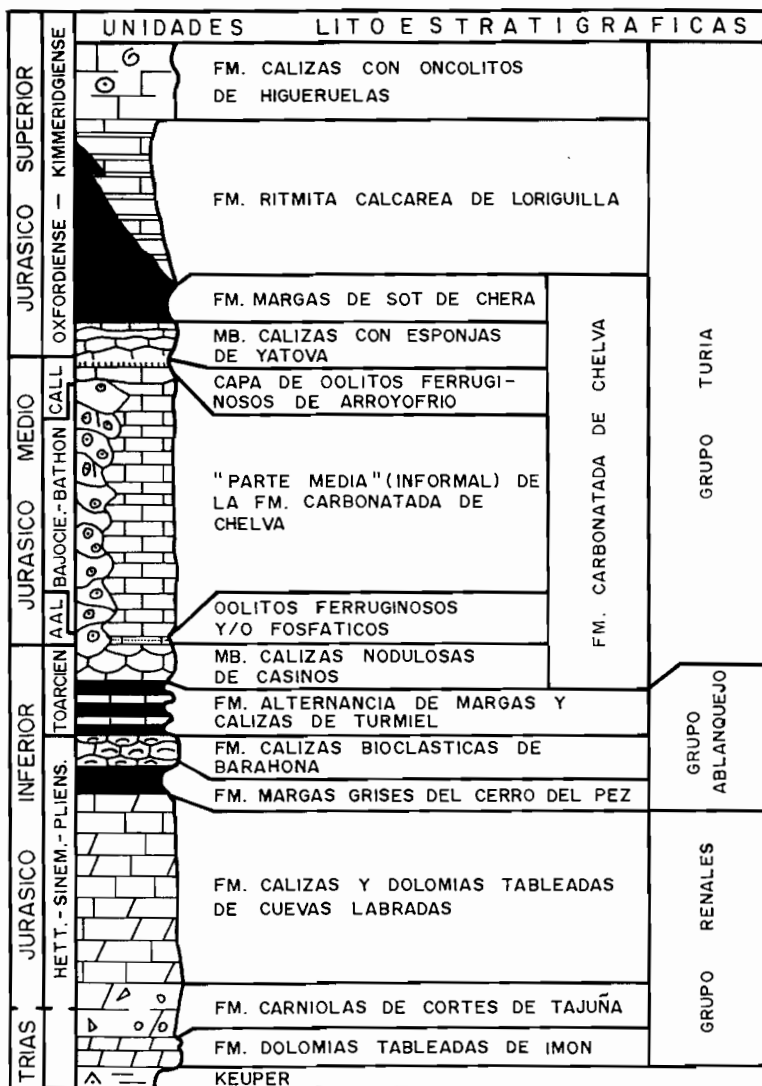 UNIDADES LITOESTRATIGRAFICAS
JURASICO SUPERIOR
OXFORDIENSE — KIMMERIDGIENSE
JURASICO MEDIO
CALL
BAJOCIE.-BATHON
AAL
JURASICO INFERIOR
TOARCIEN
HETT.-SINEM.-PLIENS.
TRIAS
FM. CALIZAS CON ONCOLITOS
DE HIGUERUELAS
FM. RITMITA CALCAREA DE LORIGUILLA
FM. MARGAS DE SOT DE CHERA
MB. CALIZAS CON ESPONJAS
DE YATOVA
CAPA DE OOLITOS FERRUGI-
NOSOS DE ARROYOFRIO
"PARTE MEDIA" (INFORMAL) DE
LA FM. CARBONATADA DE
CHELVA
OOLITOS FERRUGINOSOS
Y/O FOSFATICOS
MB. CALIZAS NODULOSAS
DE CASINOS
FM. ALTERNANCIA DE MARGAS Y
CALIZAS DE TURMIEL
FM. CALIZAS BIOCLASTICAS DE
BARAHONA
FM. MARGAS GRISES DEL CERRO DEL PEZ
FM. CALIZAS Y DOLOMIAS TABLEADAS
DE CUEVAS LABRADAS
FM. CARNIOLAS DE CORTES DE TAJUÑA
FM. DOLOMIAS TABLEADAS DE IMON
KEUPER
FM. CARBONATADA DE CHELVA
GRUPO TURIA
GRUPO
ABLANQUEJO
GRUPO RENALES